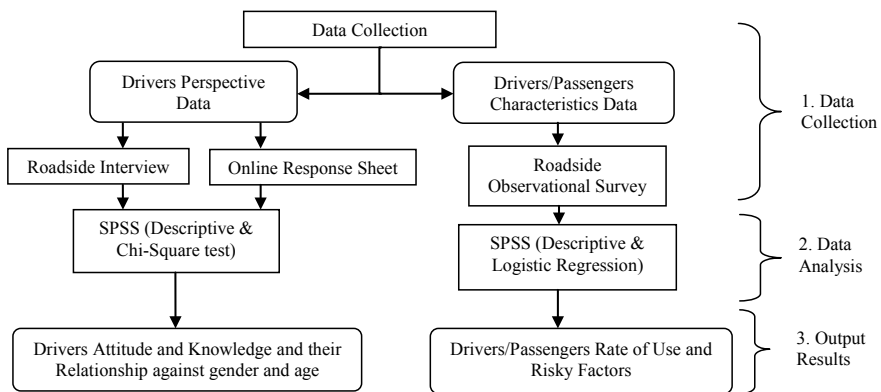 Data Collection
Drivers Perspective
Data
Drivers/Passengers
Characteristics Data
1. Data
Collection
Roadside Interview
Online Response Sheet
Roadside
Observational Survey
SPSS (Descriptive &
Chi-Square test)
SPSS (Descriptive &
Logistic Regression)
2. Data
Analysis
Drivers Attitude and Knowledge and their
Relationship against gender and age
Drivers/Passengers Rate of Use and
Risky Factors
3. Output
Results